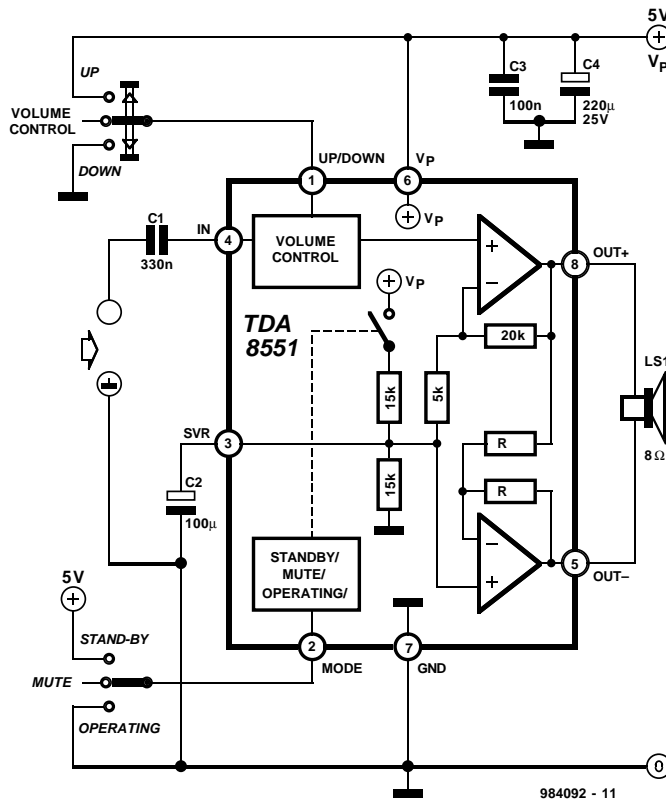 5V
VP
UP
VOLUME
CONTROL
DOWN
C3
100n
C4
220µ
25V
UP/DOWN
VP
1
6
VP
C1
330n
IN
4
VOLUME
CONTROL
+
−
8
OUT+
VP
TDA
8551
20k
15k
5k
LS1
8Ω
SVR
3
R
15k
R
C2
100µ
STANDBY/
MUTE/
OPERATING/
−
+
5
OUT−
5V
STAND-BY
MUTE
OPERATING
2
MODE
7
GND
0
984092 - 11